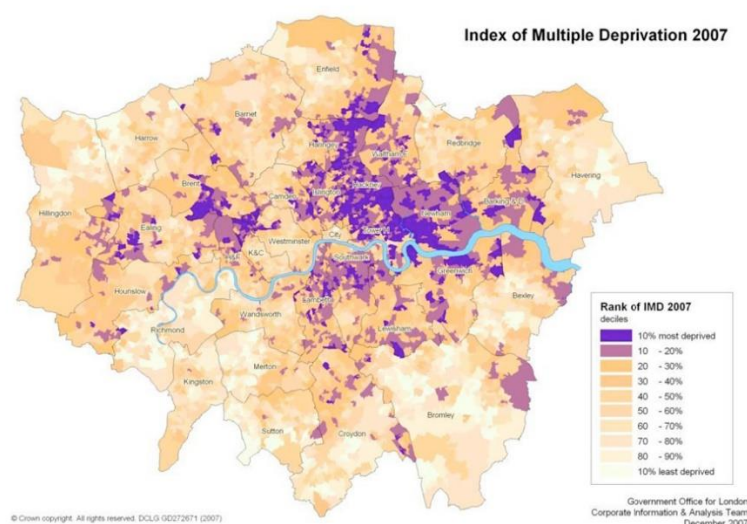 Index of Multiple Deprivation 2007
Enfield
Barnet
Harrow
Haringey
Waltham
Redbridge
Havering
Hillingdon
Brent
Camden
Islington
Hackney
Newham
Barking & D
Ealing
Westminster
City
Tower H
H&F
K&C
Southwark
Greenwich
Hounslow
Bexley
Richmond
Wandsworth
Lambeth
Lewisham
Kingston
Merton
Sutton
Croydon
Bromley
Rank of IMD 2007
deciles
10% most deprived
10 - 20%
20 - 30%
30 - 40%
40 - 50%
50 - 60%
60 - 70%
70 - 80%
80 - 90%
10% least deprived
© Crown copyright. All rights reserved. DCLG GD272671 (2007)
Government Office for London
Corporate Information & Analysis Team
December 2007